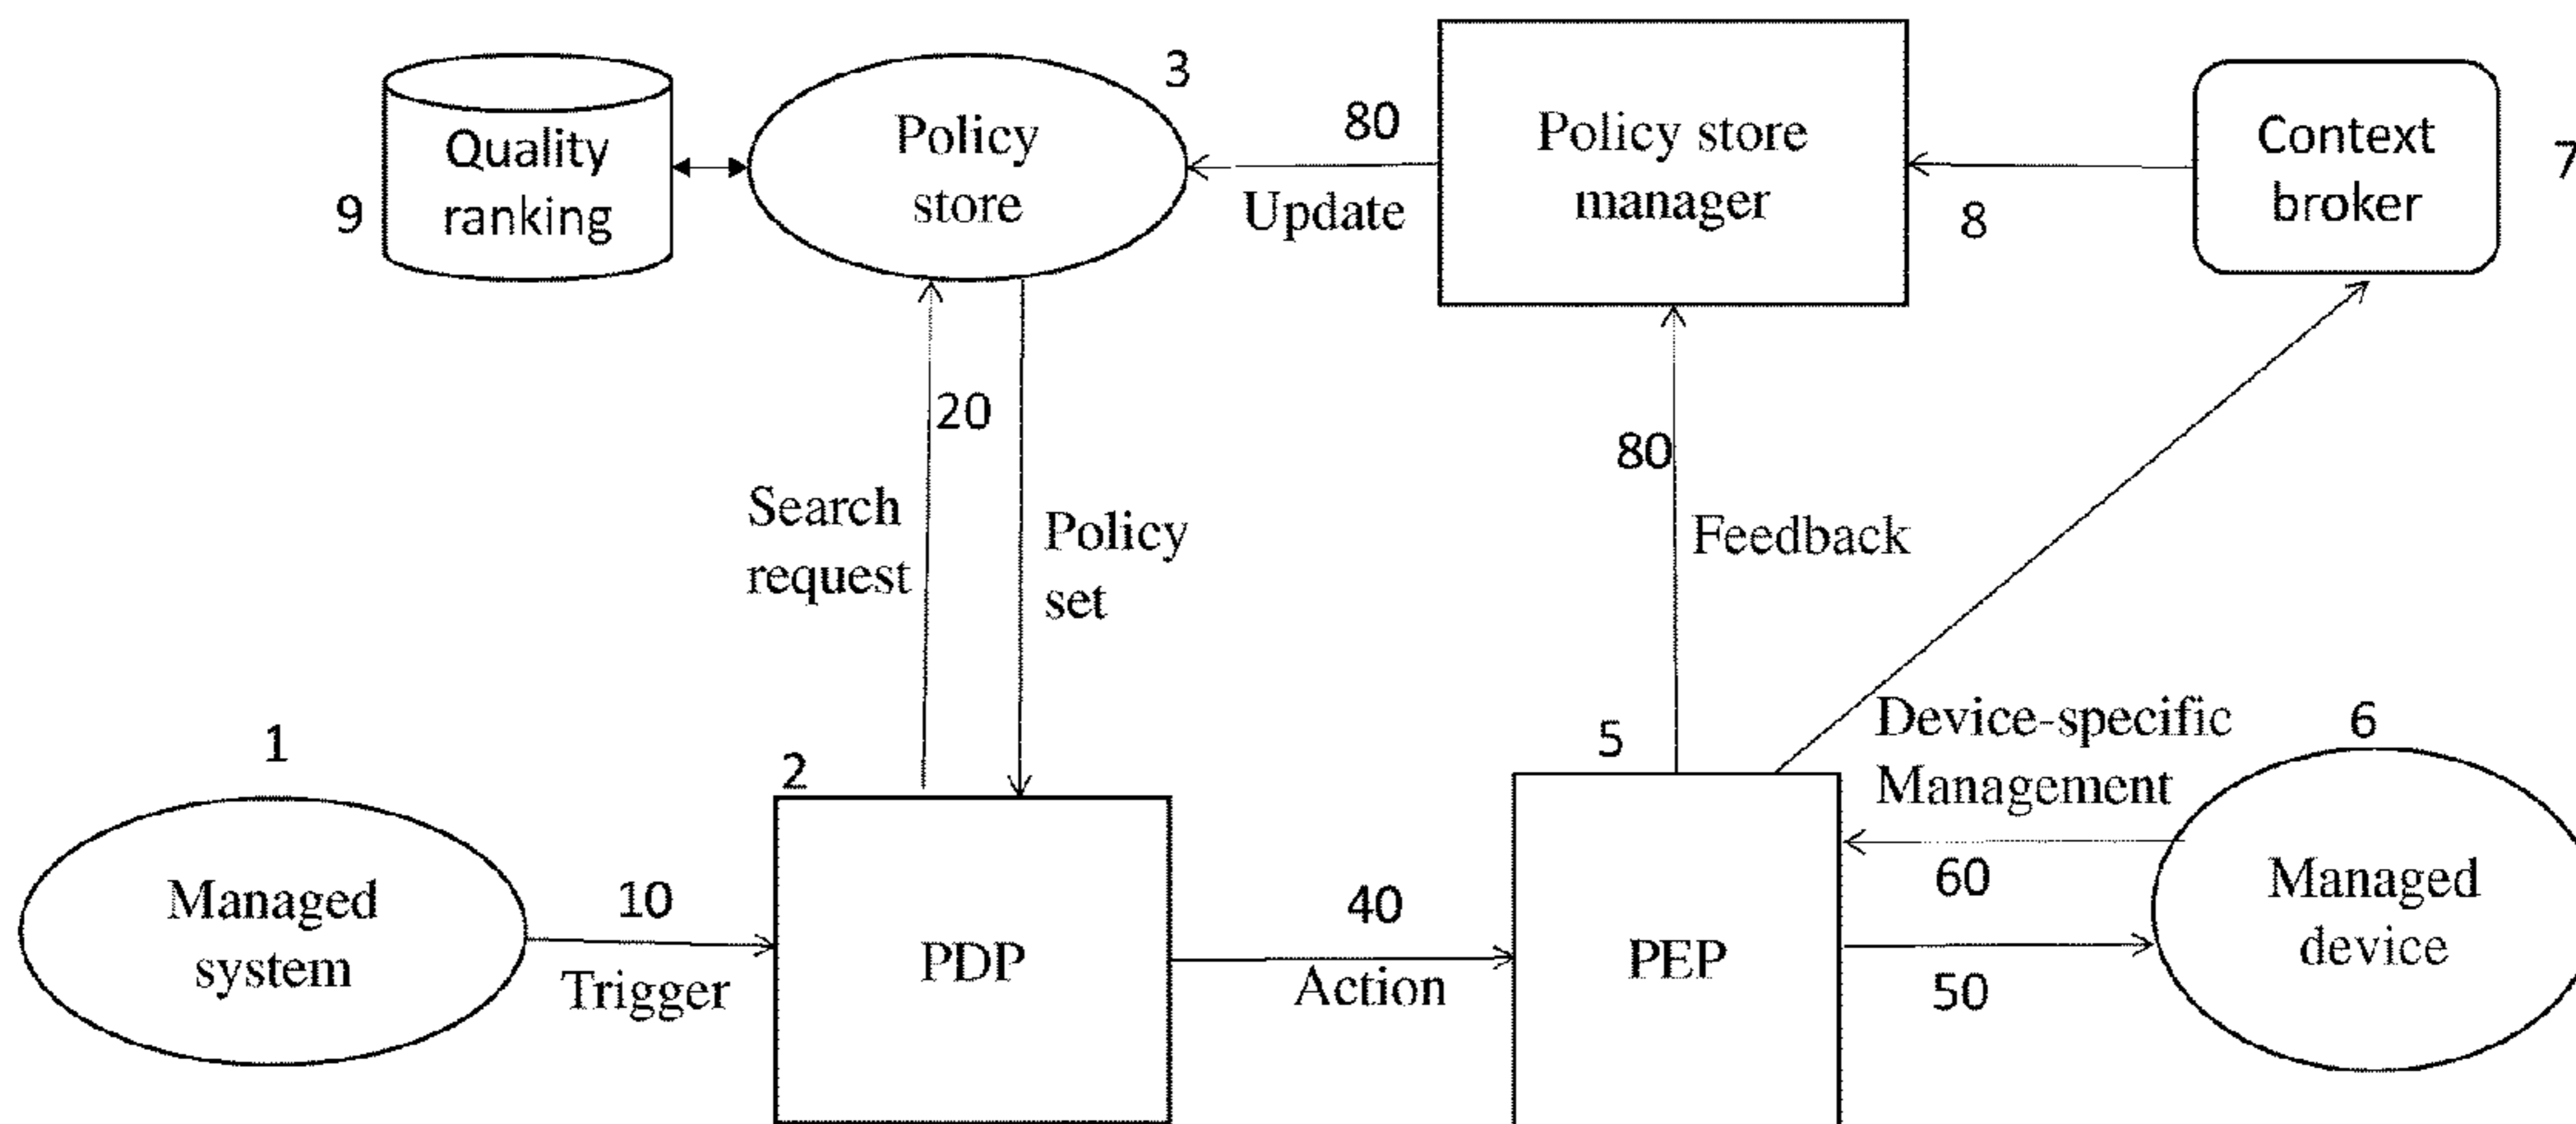 3
80
Policy store
manager
Context
broker
7
Quality
ranking
9
Policy
store
Update
8
20
80
Search
request
Policy
set
Feedback
1
2
5
Device-specific
Management
6
Managed
system
10
Trigger
PDP
40
Action
PEP
60
50
Managed
device